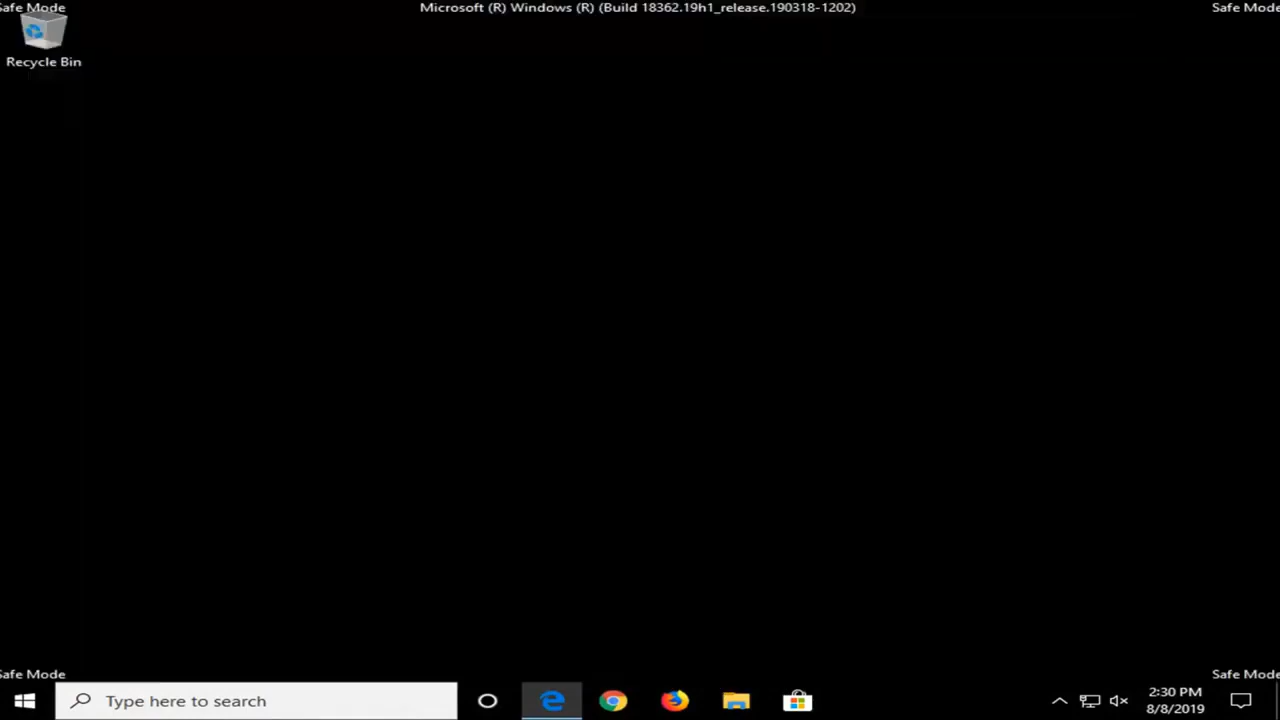 Safe Mode
Microsoft (R) Windows (R) (Build 18362.19h1_release.190318-1202)
Safe Mode
Recycle Bin
Safe Mode
Safe Mode
Type here to search
2:30 PM
8/8/2019